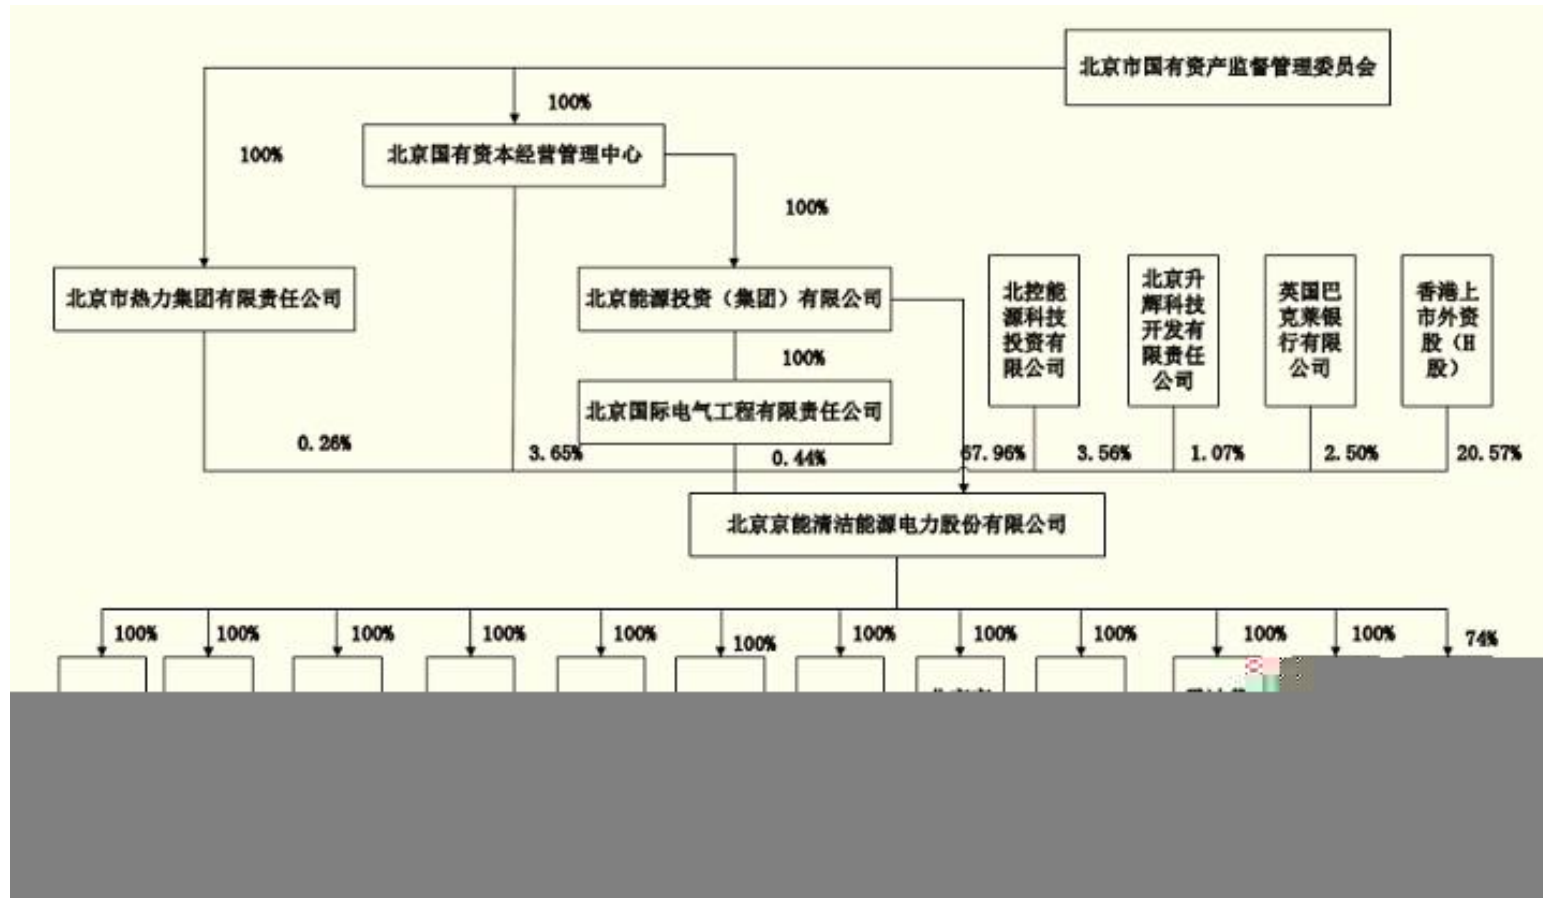 北京市国有资产监督管理委员会
100%
100%
北京国有资本经营管理中心
100%
北京市热力集团有限责任公司
北京能源投资（集团）有限公司
北控能
源科技
投资有
限公司
北京升
辉科技
开发有
限责任
公司
英国巴
克莱银
行有限
公司
香港上
市外资
股（H
股）
100%
北京国际电气工程有限责任公司
0.26%
3.65%
0.44%
67.96%
3.56%
1.07%
2.50%
20.57%
北京京能清洁能源电力股份有限公司
100%
100%
100%
100%
100%
100%
100%
100%
100%
100%
100%
74%